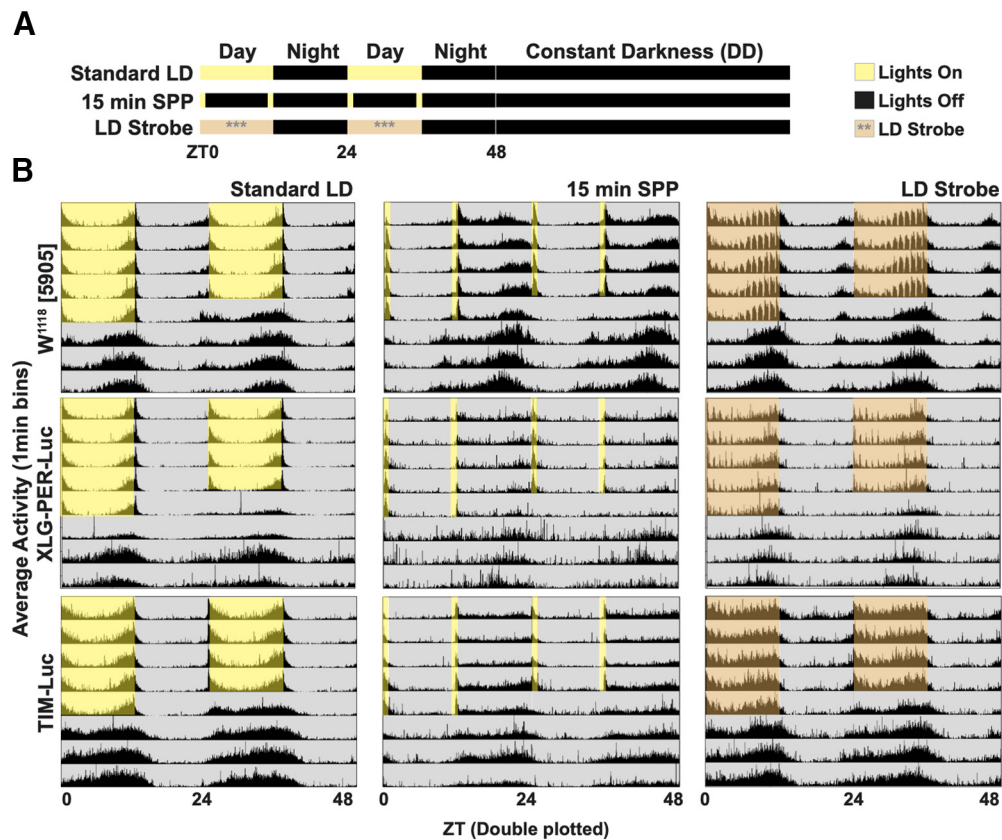 A
Day Night Day Night Constant Darkness (DD)
Standard LD
15 min SPP
LD Strobe
*** ***
ZT0 24 48
Lights On
Lights Off
** LD Strobe
B
Standard LD 15 min SPP LD Strobe
Average Activity (1min bins)
W1118 [5905]
XLG-PER-Luc
TIM-Luc
0 24 48 0 24 48 0 24 48
ZT (Double plotted)